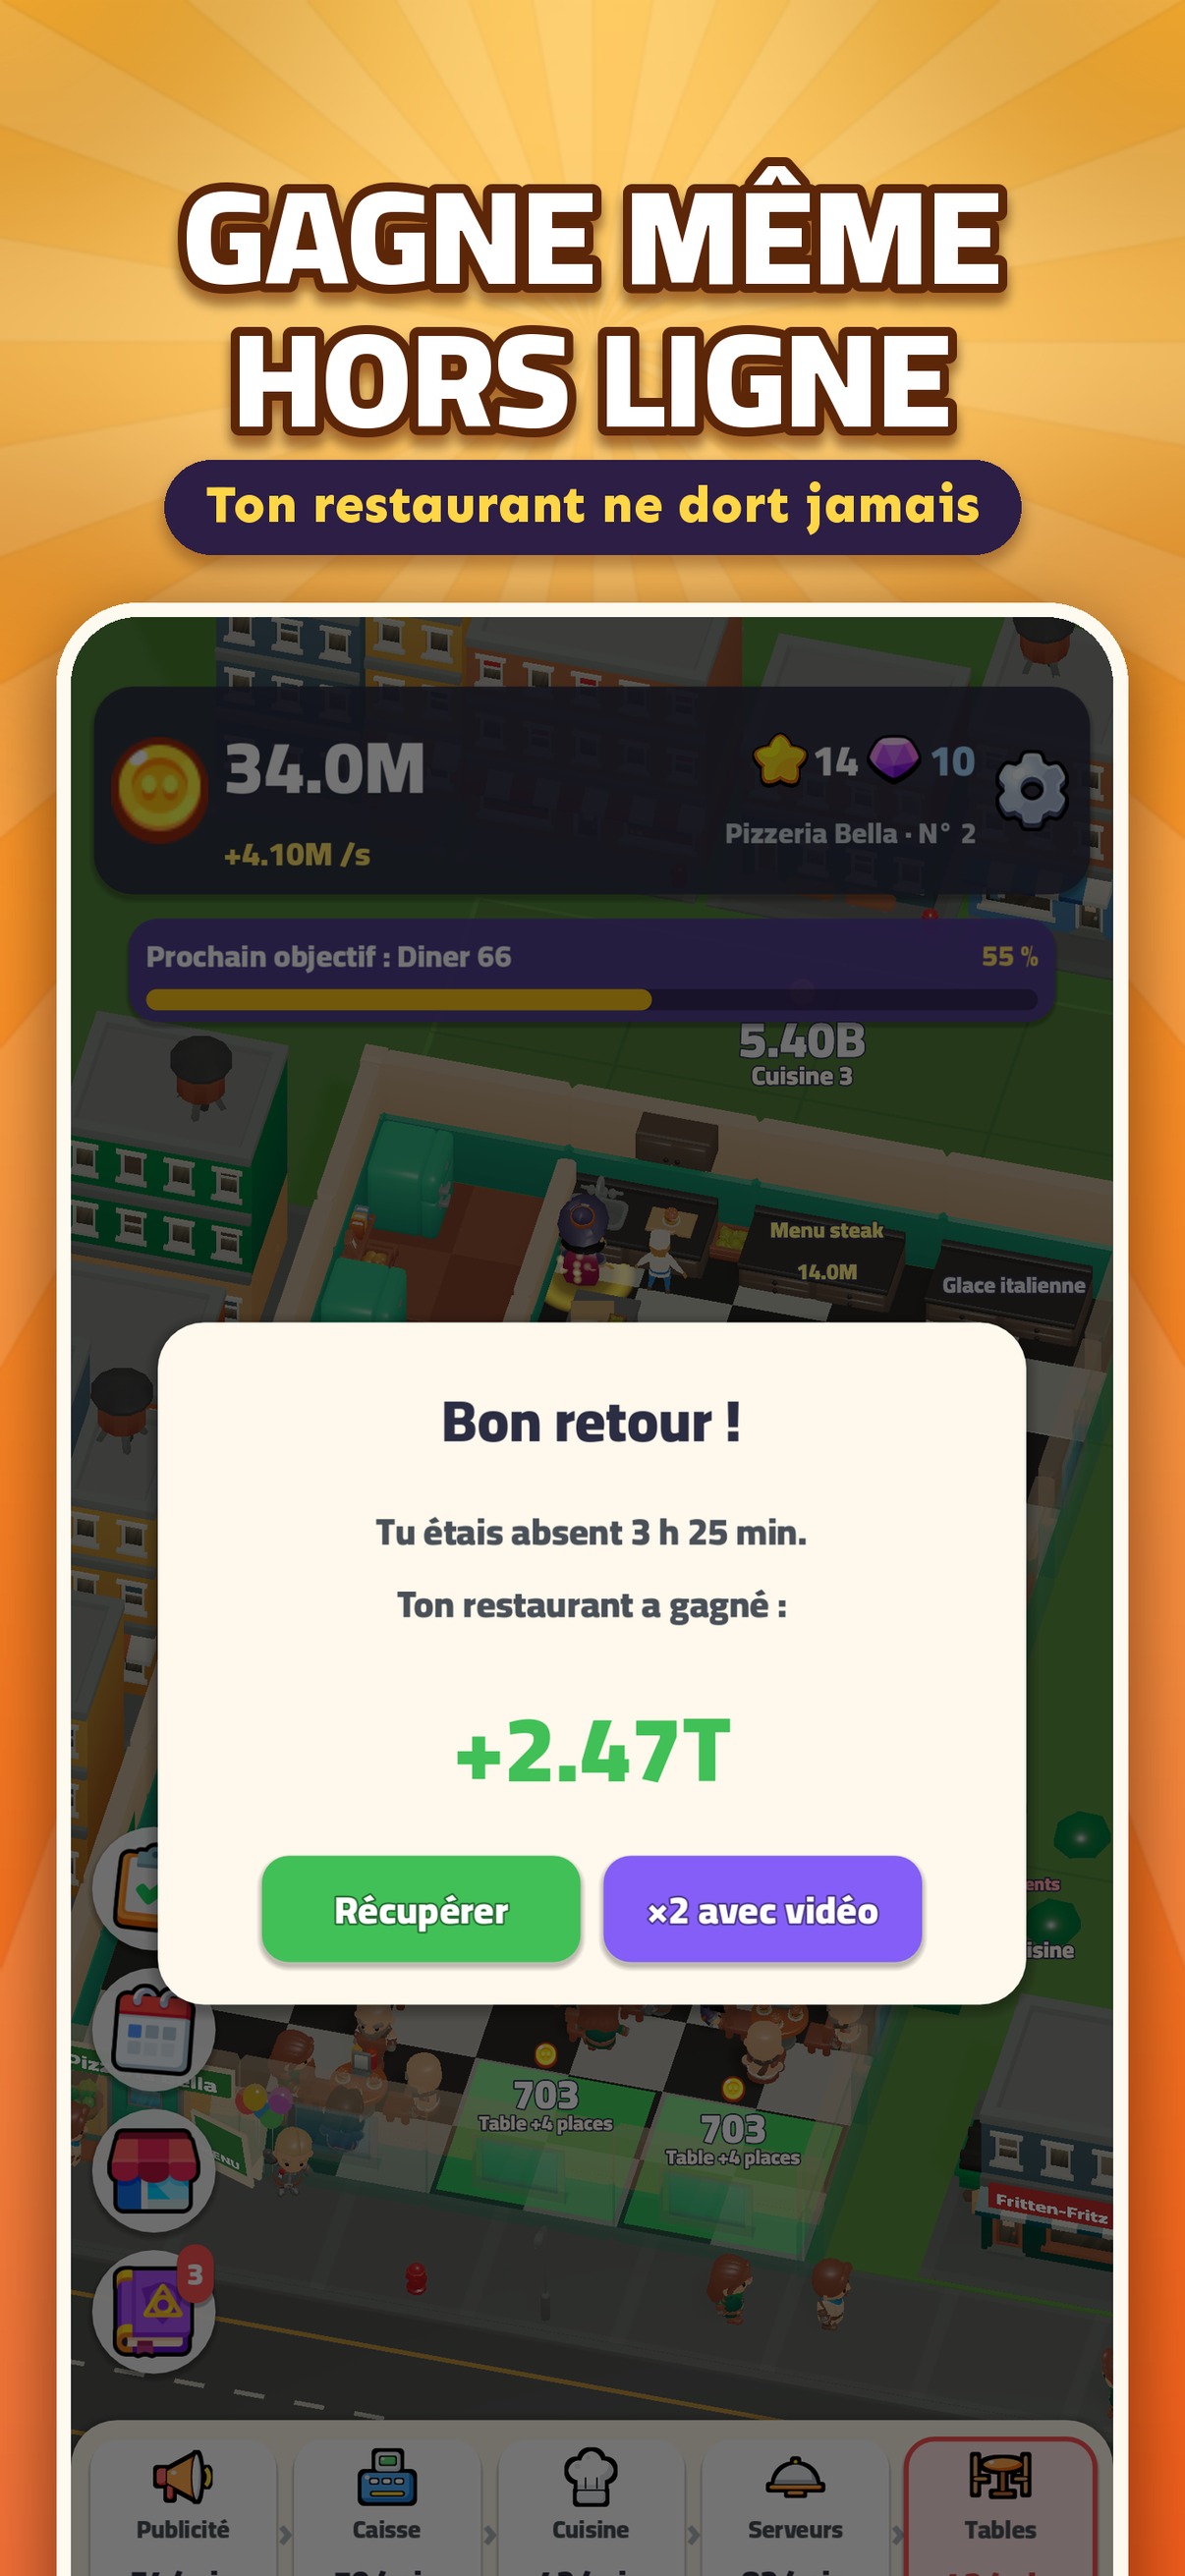 GAGNE MÊME
HORS LIGNE
Ton restaurant ne dort jamais
34.0M
14
10
+4.10M /s
Pizzeria Bella · N° 2
Prochain objectif : Diner 66
55 %
5.40B
Cuisine 3
Menu steak
14.0M
Glace italienne
Bon retour !
Tu étais absent 3 h 25 min.
Ton restaurant a gagné :
+2.47T
Récupérer
×2 avec vidéo
703
Table +4 places
703
Table +4 places
Fritten-Fritz
3
Publicité
Caisse
Cuisine
Serveurs
Tables